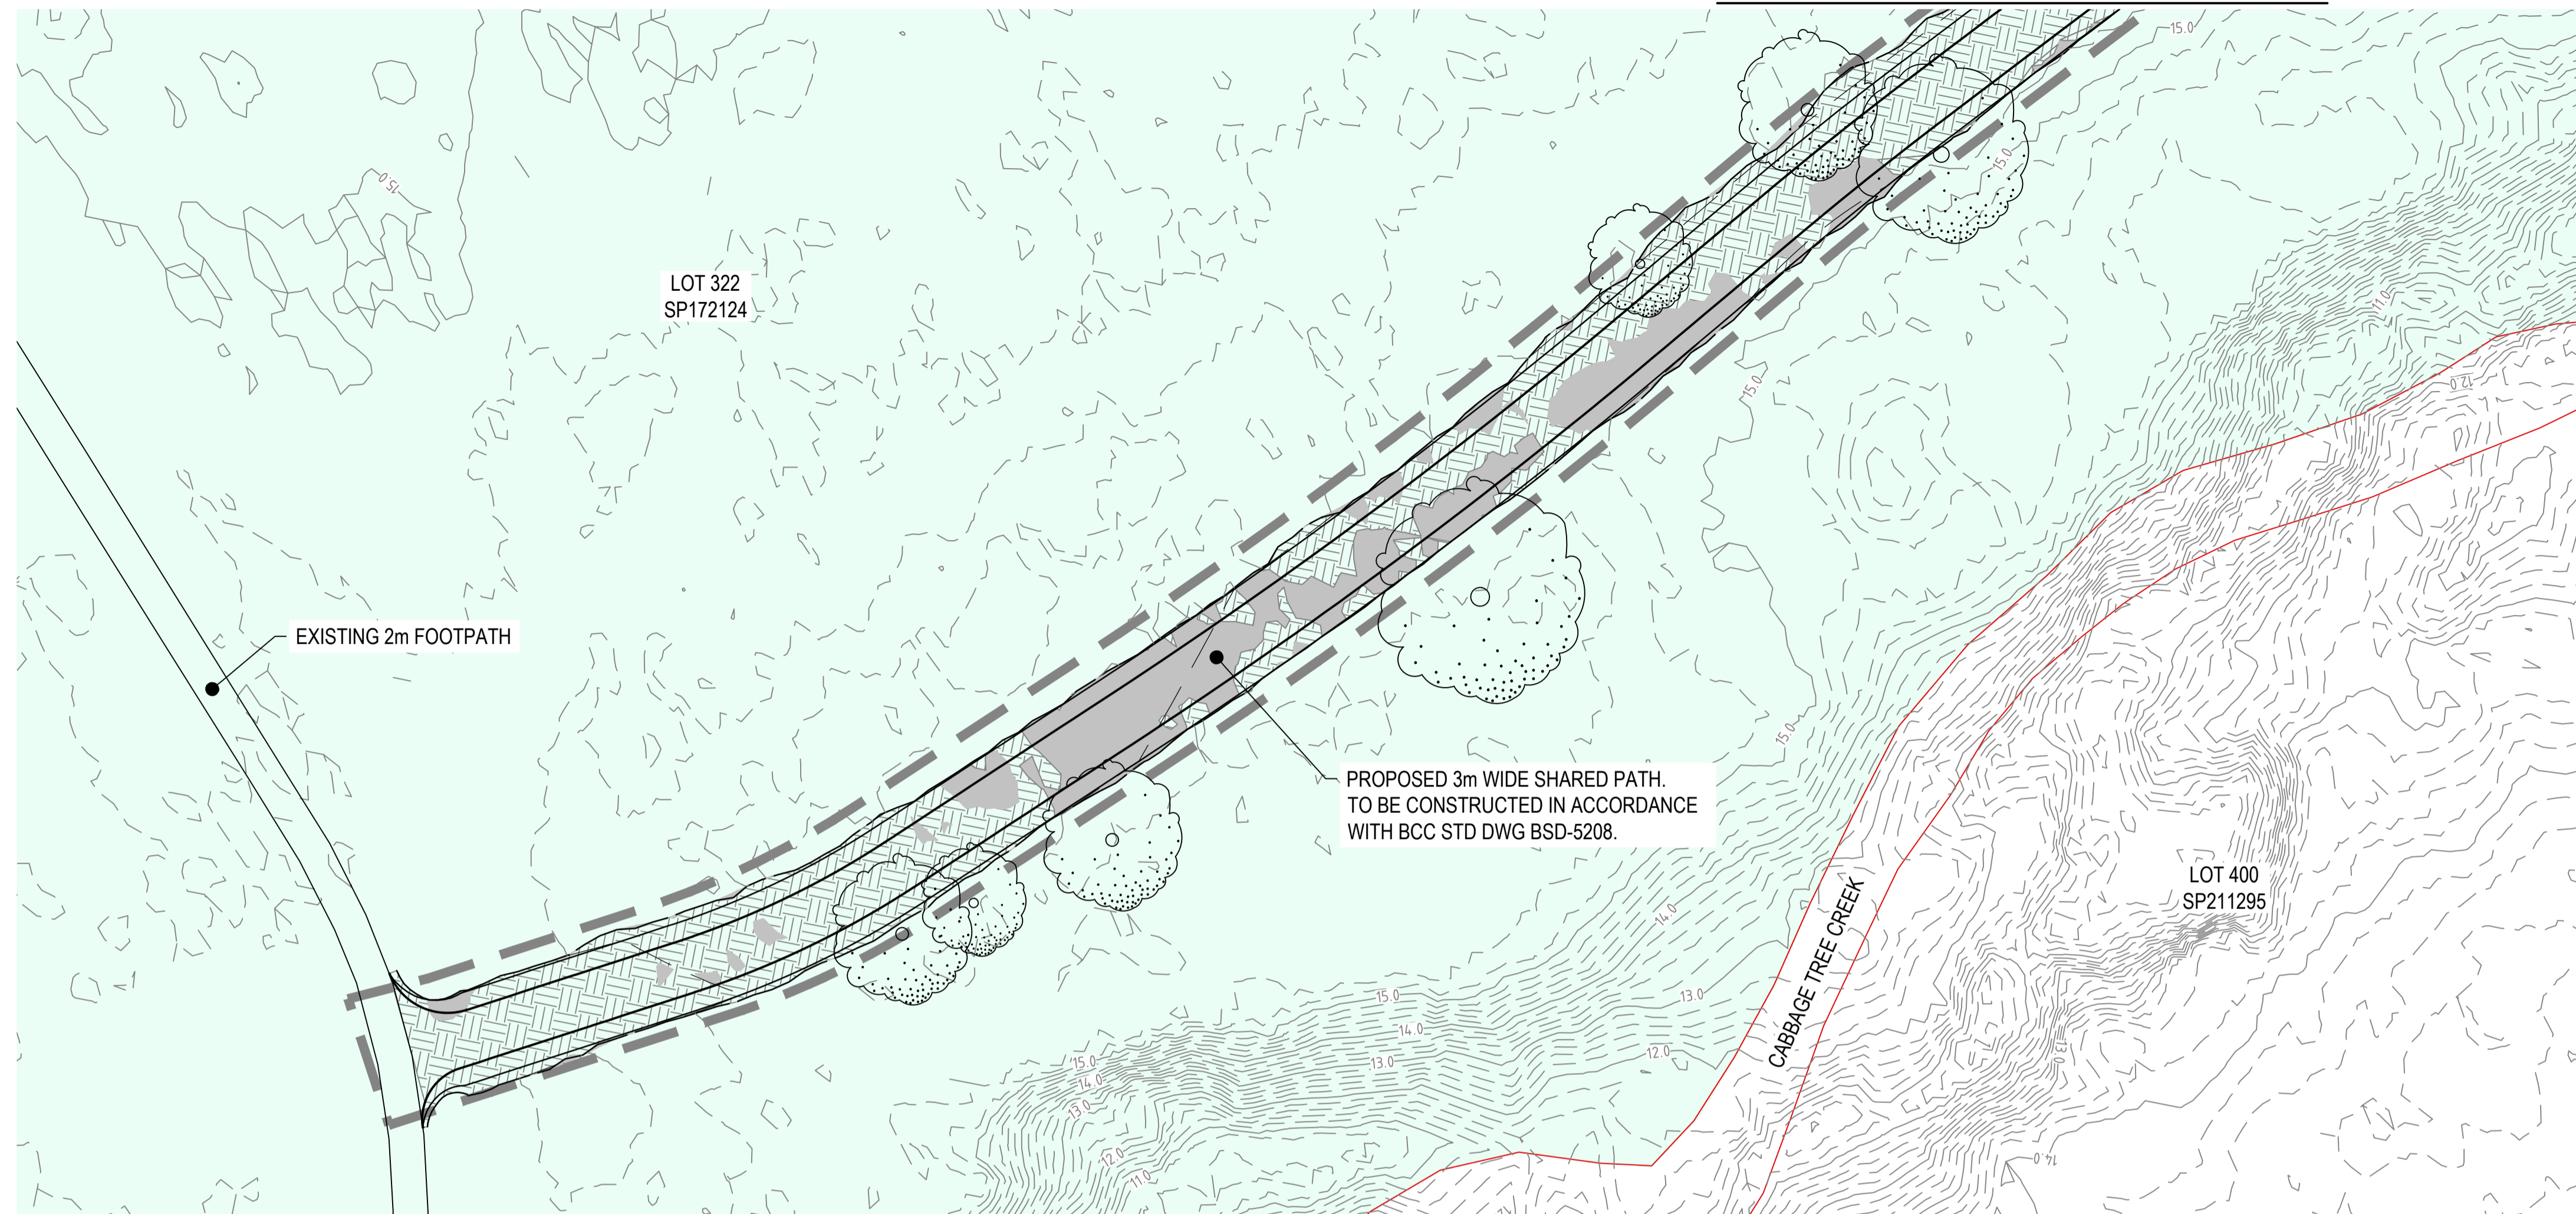 15.0
15.0
15.0
LOT 322
SP172124
11.0
15.0
12.0
EXISTING 2m FOOTPATH
15.0
PROPOSED 3m WIDE SHARED PATH.
TO BE CONSTRUCTED IN ACCORDANCE
WITH BCC STD DWG BSD-5208.
LOT 400
SP211295
14.0
CABBAGE TREE CREEK
15.0
13.0
14.0
13.0
12.0
15.0
14.0
13.0
13.0
12.0
11.0
14.0